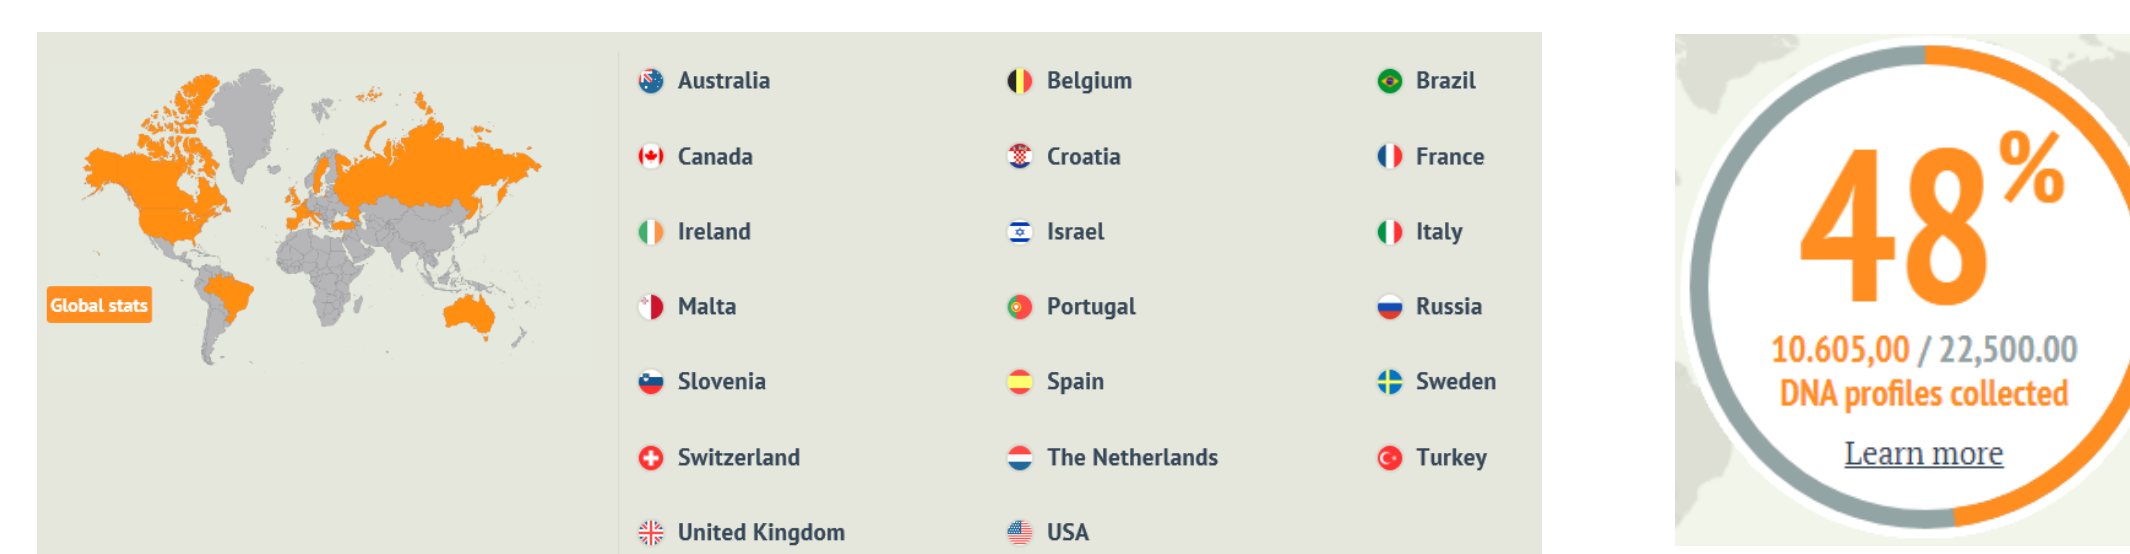 Australia
Belgium
Brazil
Canada
Croatia
France
Ireland
Israel
Italy
Global stats
Malta
Portugal
Russia
Slovenia
Spain
Sweden
Switzerland
The Netherlands
Turkey
United Kingdom
USA
48%
10.605,00 / 22,500.00
DNA profiles collected
Learn more